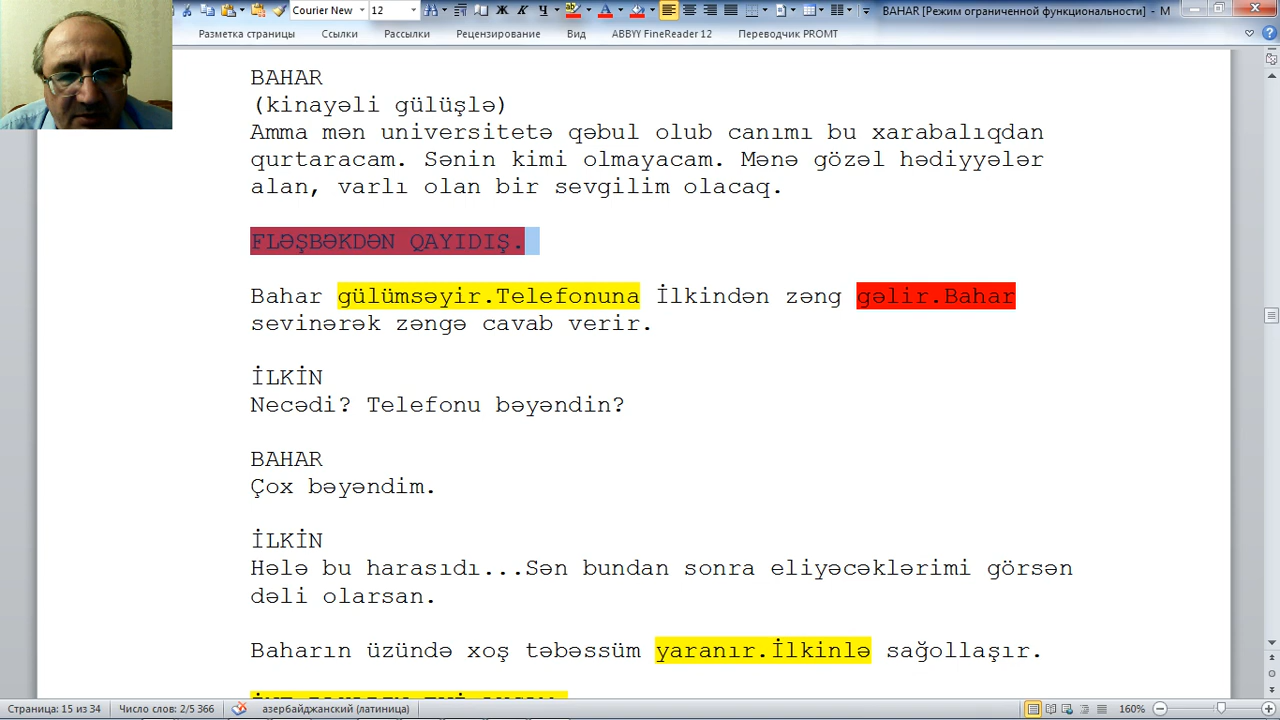 Courier New
12
Ж
К
Ч
BAHAR [Режим ограниченной функциональности] - M
Разметка страницы
Ссылки
Рассылки
Рецензирование
Вид
ABBYY FineReader 12
Переводчик PROMT
BAHAR
(kinayəli gülüşlə)
Amma mən universitetə qəbul olub canımı bu xarabalıqdan
qurtaracam. Sənin kimi olmayacam. Mənə gözəl hədiyyələr
alan, varlı olan bir sevgilim olacaq.
FLƏŞBƏKDƏN QAYIDIŞ.
Bahar gülümsəyir.Telefonuna İlkindən zəng gəlir.Bahar
sevinərək zəngə cavab verir.
İLKİN
Necədi? Telefonu bəyəndin?
BAHAR
Çox bəyəndim.
İLKİN
Hələ bu harasıdı...Sən bundan sonra eliyəcəklərimi görsən
dəli olarsan.
Baharın üzündə xoş təbəssüm yaranır.İlkinlə sağollaşır.
Страница: 15 из 34
Число слов: 2/5 366
азербайджанский (латиница)
160%